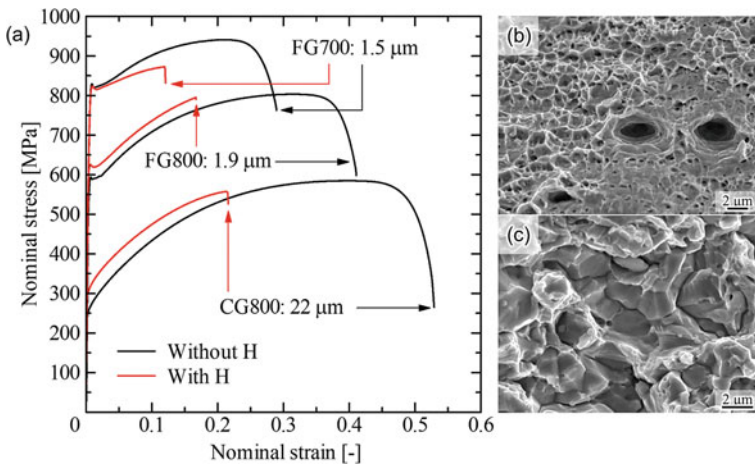 (a)
1000
900
800
700
600
500
400
300
200
100
0
0.1
0.2
0.3
0.4
0.5
0.6
Nominal stress [MPa]
Nominal strain [-]
FG700: 1.5 μm
FG800: 1.9 μm
CG800: 22 μm
Without H
With H
(b)
2 μm
(c)
2 μm